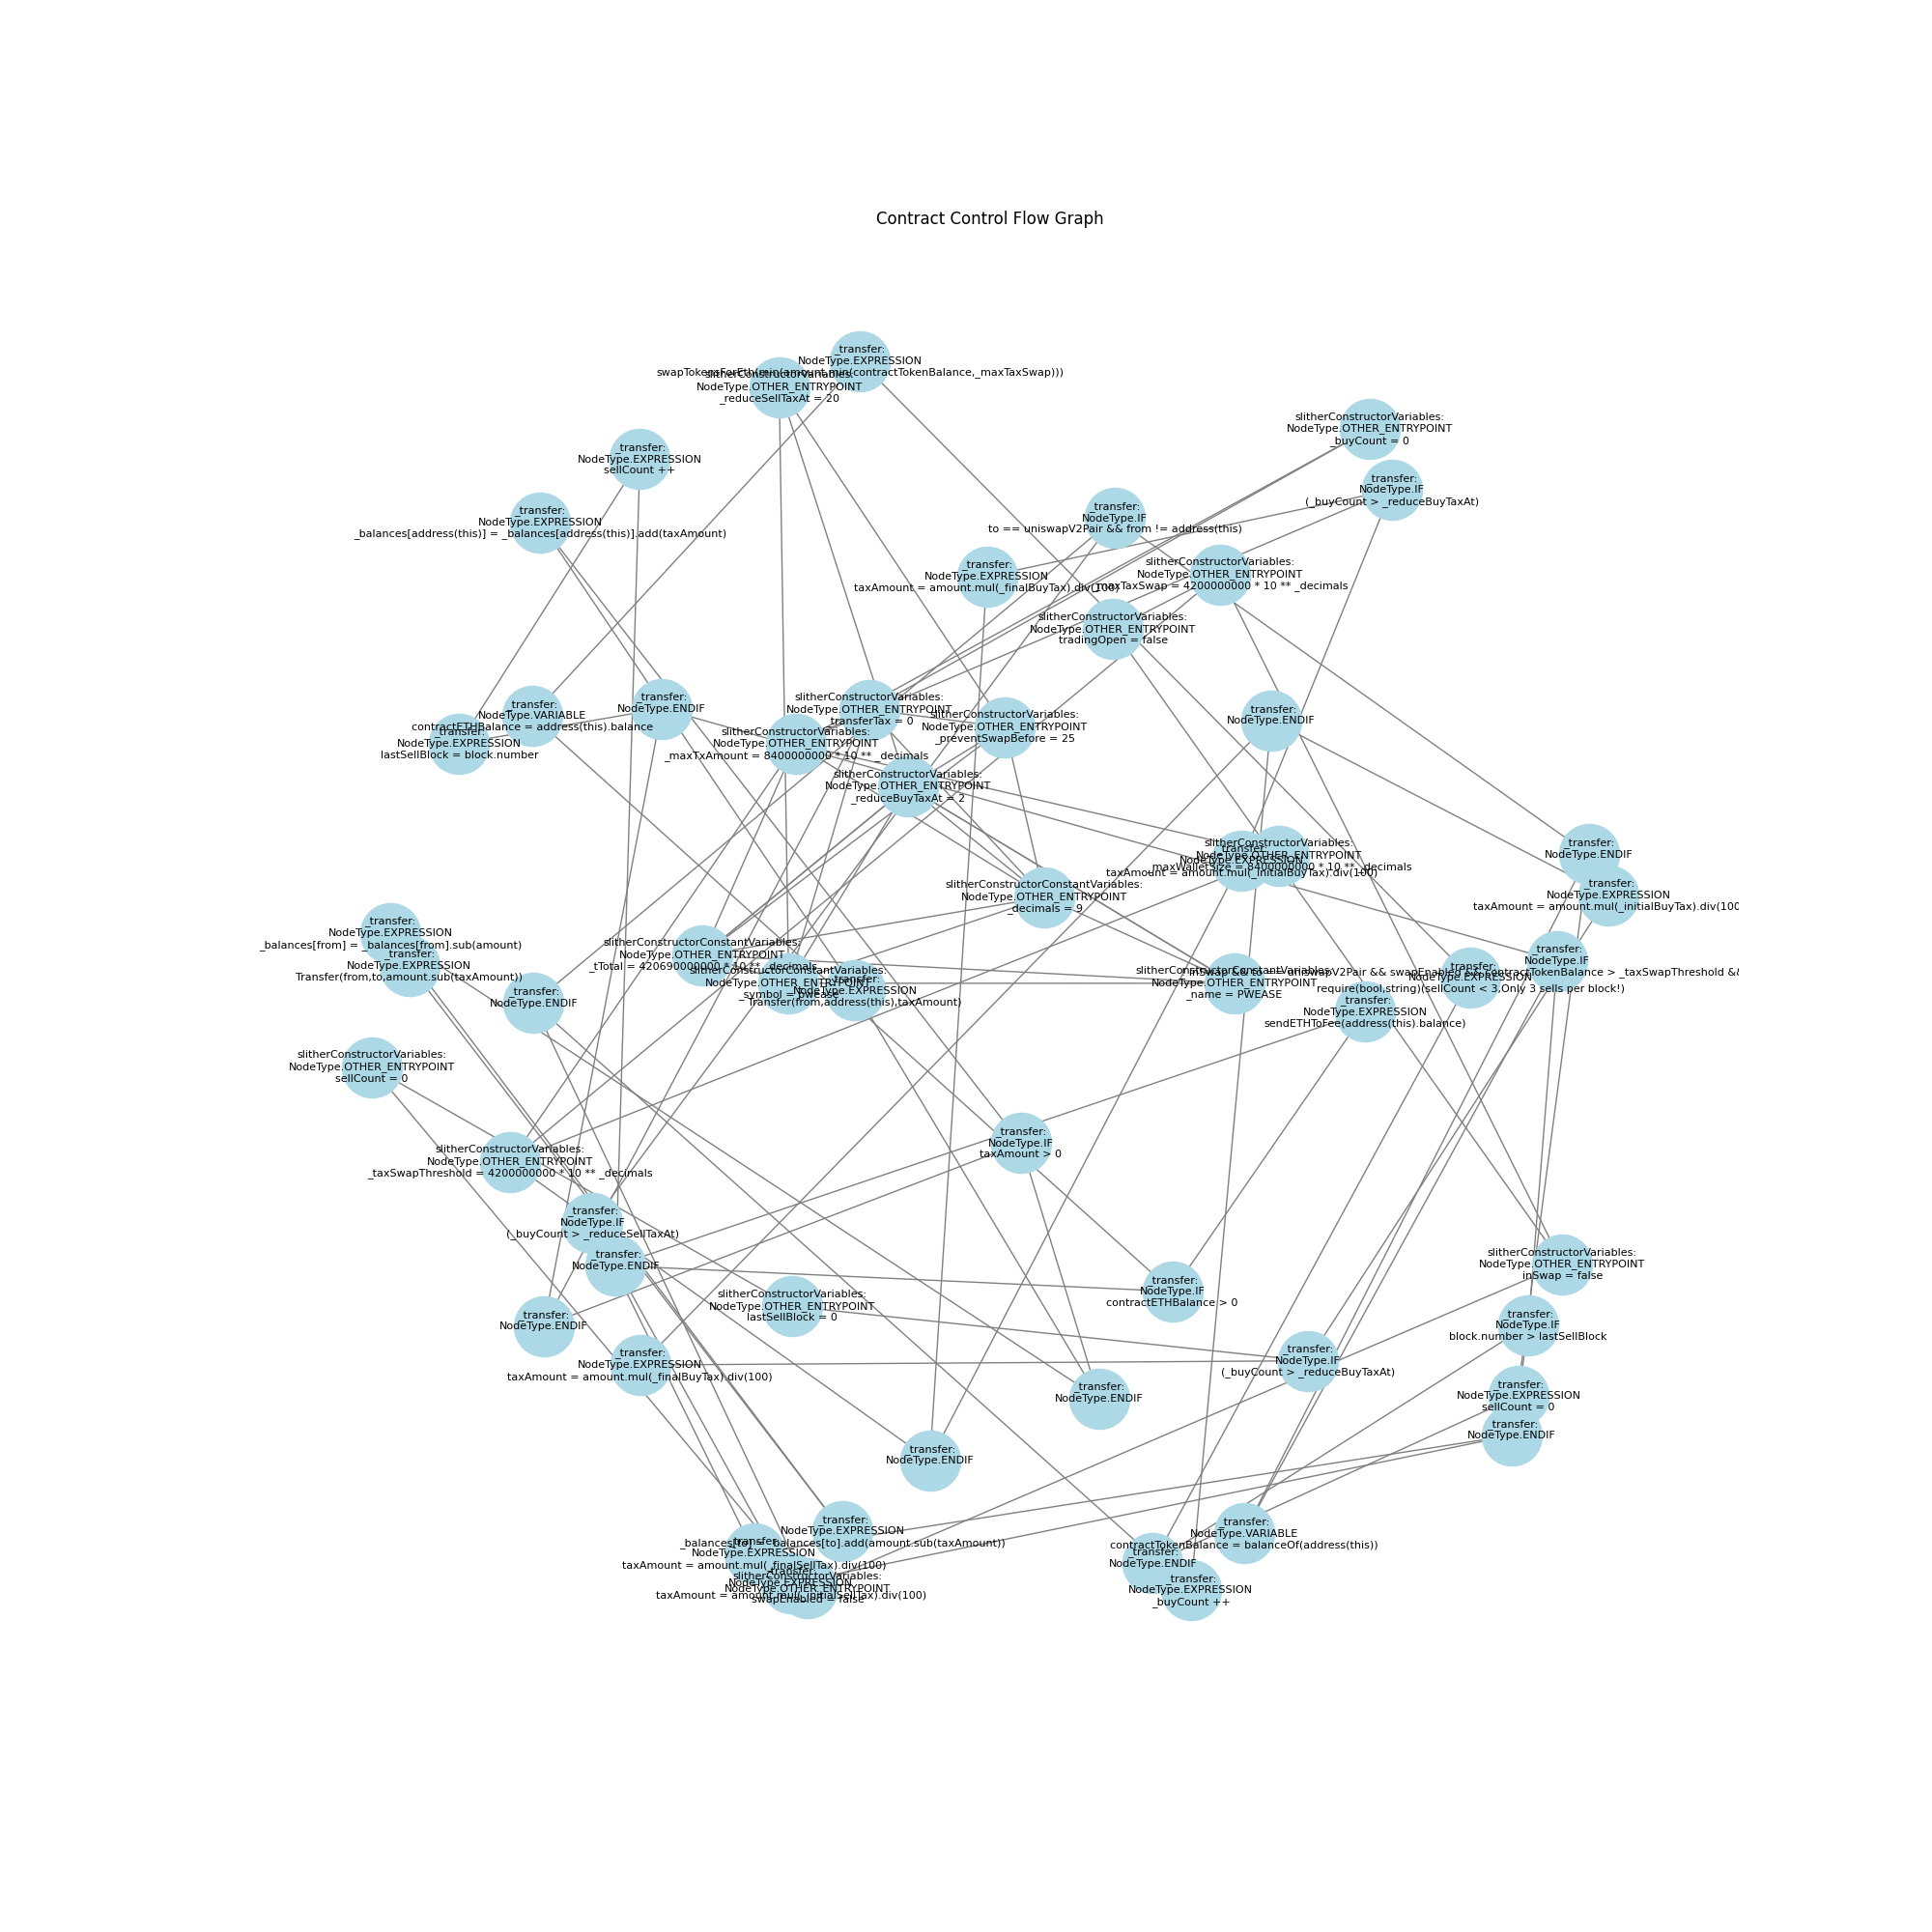 Contract Control Flow Graph
_transfer:
NodeType.EXPRESSION
swapTokensForEth(min(amount,min(contractTokenBalance,_maxTaxSwap)))
slitherConstructorVariables:
NodeType.OTHER_ENTRYPOINT
_reduceSellTaxAt = 20
slitherConstructorVariables:
NodeType.OTHER_ENTRYPOINT
_buyCount = 0
_transfer:
NodeType.EXPRESSION
sellCount ++
_transfer:
NodeType.IF
(_buyCount > _reduceBuyTaxAt)
_transfer:
NodeType.EXPRESSION
_balances[address(this)] = _balances[address(this)].add(taxAmount)
_transfer:
NodeType.IF
to == uniswapV2Pair && from != address(this)
_transfer:
NodeType.EXPRESSION
taxAmount = amount.mul(_finalBuyTax).div(100)
slitherConstructorVariables:
NodeType.OTHER_ENTRYPOINT
_maxTaxSwap = 4200000000 * 10 ** _decimals
slitherConstructorVariables:
NodeType.OTHER_ENTRYPOINT
tradingOpen = false
_transfer:
NodeType.VARIABLE
contractETHBalance = address(this).balance
_transfer:
NodeType.ENDIF
slitherConstructorVariables:
NodeType.OTHER_ENTRYPOINT
_transferTax = 0
slitherConstructorVariables:
NodeType.OTHER_ENTRYPOINT
_preventSwapBefore = 25
_transfer:
NodeType.ENDIF
_transfer:
NodeType.EXPRESSION
lastSellBlock = block.number
slitherConstructorVariables:
NodeType.OTHER_ENTRYPOINT
_maxTxAmount = 8400000000 * 10 ** _decimals
slitherConstructorVariables:
NodeType.OTHER_ENTRYPOINT
_reduceBuyTaxAt = 2
slitherConstructorVariables:
NodeType.OTHER_ENTRYPOINT
_maxWalletSize = 8400000000 * 10 ** _decimals
_transfer:
NodeType.EXPRESSION
taxAmount = amount.mul(_initialBuyTax).div(100)
_transfer:
NodeType.ENDIF
_transfer:
NodeType.EXPRESSION
taxAmount = amount.mul(_initialBuyTax).div(100
slitherConstructorConstantVariables:
NodeType.OTHER_ENTRYPOINT
_decimals = 9
_transfer:
NodeType.EXPRESSION
_balances[from] = _balances[from].sub(amount)
_transfer:
NodeType.EXPRESSION
Transfer(from,to,amount.sub(taxAmount))
slitherConstructorConstantVariables:
NodeType.OTHER_ENTRYPOINT
_tTotal = 420690000000 * 10 ** _decimals
slitherConstructorConstantVariables:
NodeType.OTHER_ENTRYPOINT
_symbol = pwease
_transfer:
NodeType.EXPRESSION
Transfer(from,address(this),taxAmount)
slitherConstructorConstantVariables:
NodeType.OTHER_ENTRYPOINT
_name = PWEASE
_transfer:
NodeType.IF
inSwap && to == uniswapV2Pair && swapEnabled && contractTokenBalance > _taxSwapThreshold &&
_transfer:
NodeType.EXPRESSION
require(bool,string)(sellCount < 3,Only 3 sells per block!)
_transfer:
NodeType.EXPRESSION
sendETHToFee(address(this).balance)
_transfer:
NodeType.ENDIF
slitherConstructorVariables:
NodeType.OTHER_ENTRYPOINT
sellCount = 0
_transfer:
NodeType.IF
taxAmount > 0
slitherConstructorVariables:
NodeType.OTHER_ENTRYPOINT
_taxSwapThreshold = 4200000000 * 10 ** _decimals
_transfer:
NodeType.IF
(_buyCount > _reduceSellTaxAt)
_transfer:
NodeType.ENDIF
slitherConstructorVariables:
NodeType.OTHER_ENTRYPOINT
inSwap = false
_transfer:
NodeType.IF
contractETHBalance > 0
slitherConstructorVariables:
NodeType.OTHER_ENTRYPOINT
lastSellBlock = 0
_transfer:
NodeType.ENDIF
_transfer:
NodeType.IF
block.number > lastSellBlock
_transfer:
NodeType.EXPRESSION
taxAmount = amount.mul(_finalBuyTax).div(100)
_transfer:
NodeType.IF
(_buyCount > _reduceBuyTaxAt)
_transfer:
NodeType.ENDIF
_transfer:
NodeType.EXPRESSION
sellCount = 0
_transfer:
NodeType.ENDIF
_transfer:
NodeType.ENDIF
_transfer:
NodeType.EXPRESSION
_balances[to] = _balances[to].add(amount.sub(taxAmount))
_transfer:
NodeType.EXPRESSION
taxAmount = amount.mul(_finalSellTax).div(100)
_transfer:
NodeType.EXPRESSION
taxAmount = amount.mul(_initialSellTax).div(100)
slitherConstructorVariables:
NodeType.OTHER_ENTRYPOINT
swapEnabled = false
_transfer:
NodeType.VARIABLE
contractTokenBalance = balanceOf(address(this))
_transfer:
NodeType.ENDIF
_transfer:
NodeType.EXPRESSION
_buyCount ++